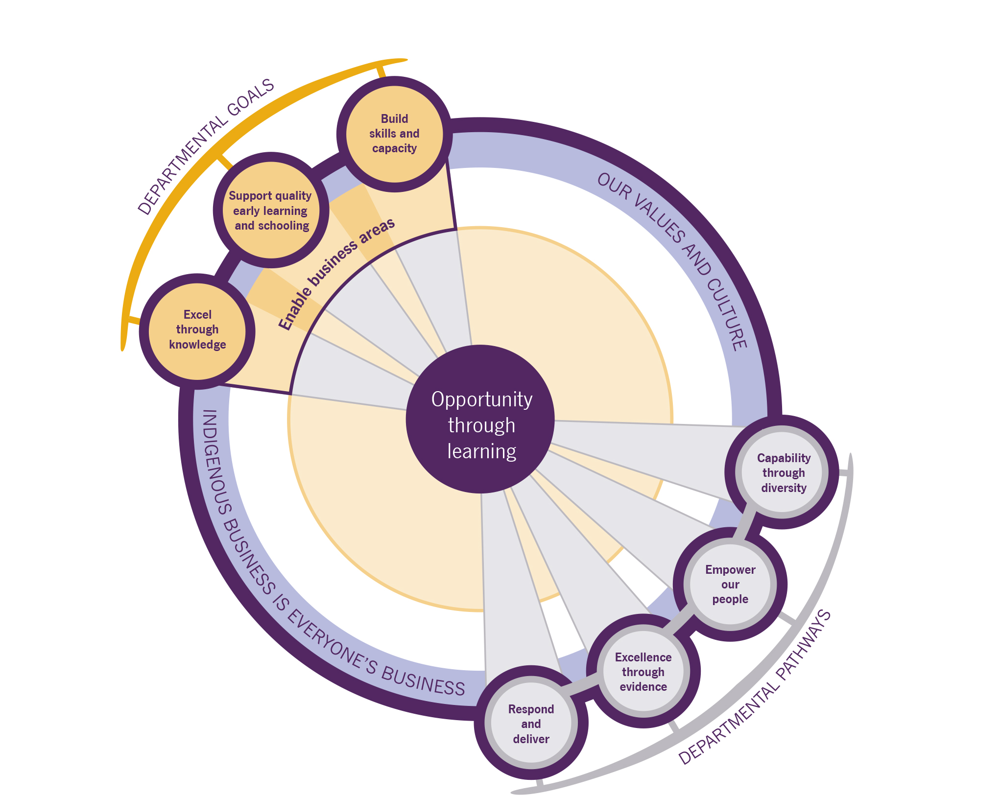 DEPARTMENTAL GOALS
Build
skills and
capacity
Support quality
early learning
and schooling
Excel
through
knowledge
Enable business areas
OUR VALUES AND CULTURE
Opportunity
through
learning
INDIGENOUS BUSINESS IS EVERYONE’S BUSINESS
Capability
through
diversity
Empower
our
people
Excellence
through
evidence
Respond
and
deliver
DEPARTMENTAL PATHWAYS